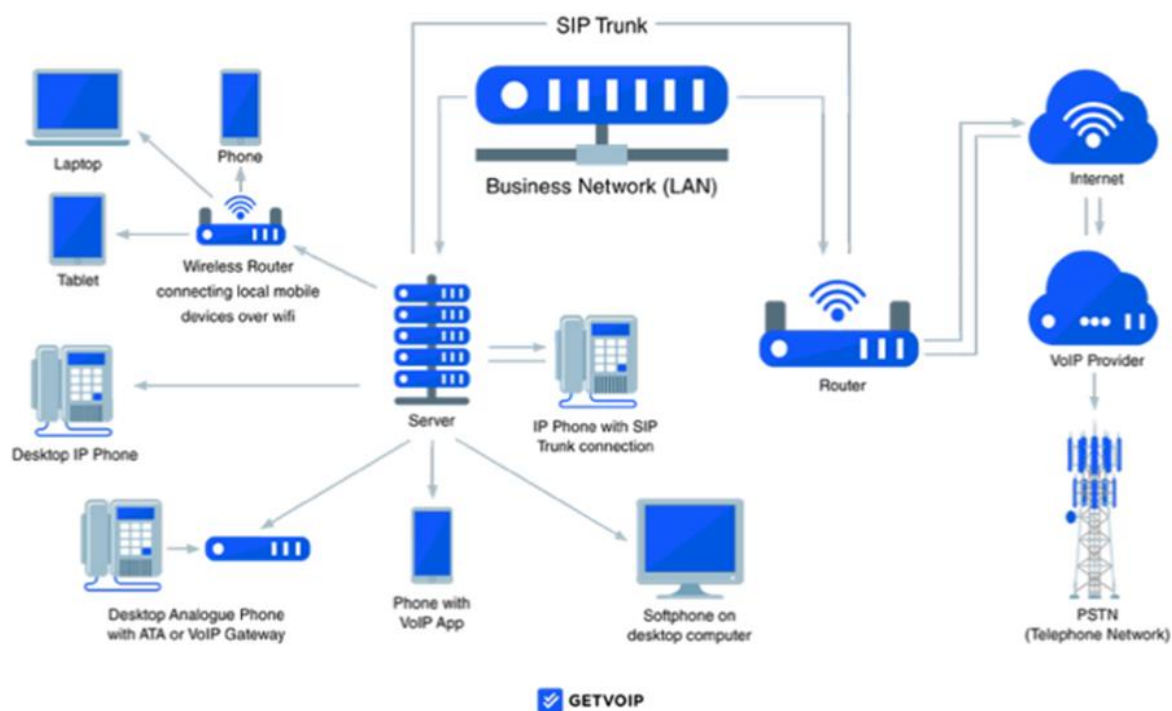 SIP Trunk
Business Network (LAN)
Laptop
Phone
Tablet
Wireless Router
connecting local mobile
devices over wifi
Internet
VoIP Provider
Router
Server
IP Phone with SIP
Trunk connection
Desktop IP Phone
Desktop Analogue Phone
with ATA or VoIP Gateway
Phone with
VoIP App
Softphone on
desktop computer
PSTN
(Telephone Network)
GETVOIP